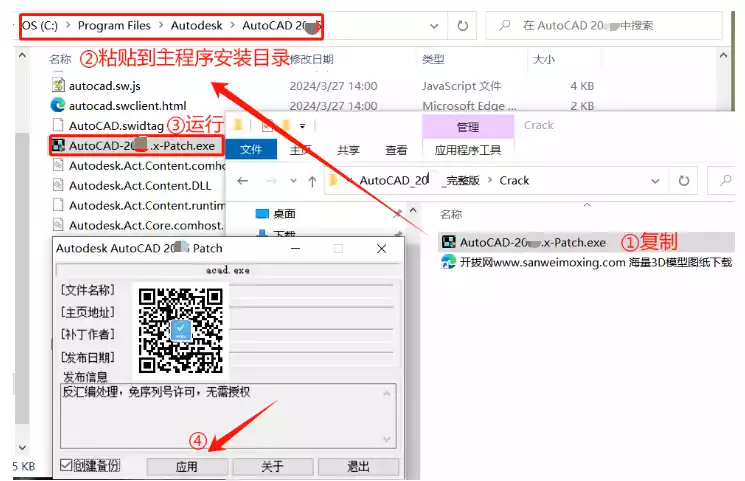 OS (C:) › Program Files › Autodesk › AutoCAD 20
在 AutoCAD 20 中搜索
名称
②粘贴到主程序安装目录
修改日期
类型
大小
autocad.sw.js
2024/3/27 14:00
JavaScript 文件
4 KB
autocad.swclient.html
2024/3/27 14:00
Microsoft Edge ...
2 KB
AutoCAD.swidtag
③运行
AutoCAD-20 .x-Patch.exe
Autodesk.Act.Content.comho
Autodesk.Act.Content.DLL
Autodesk.Act.Content.runtim
Autodesk.Act.Core.comhost.
管理
Crack
文件
主页
共享
查看
应用程序工具
AutoCAD_20 _完整版 › Crack
桌面
下载
名称
AutoCAD-20 .x-Patch.exe
①复制
开拔网www.sanweimoxing.com 海量3D模型图纸下载
Autodesk AutoCAD 20 Patch
acad.exe
[文件名称]
[主页地址]
[补丁作者]
[发布日期]
发布信息
反汇编处理，免序列号许可，无需授权
④
5 KB
创建备份
应用
关于
退出